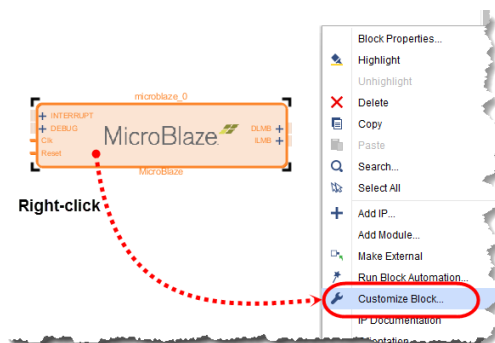 Block Properties...
Highlight
Unhighlight
Delete
Copy
Paste
Search...
Select All
Add IP...
Add Module...
Make External
Run Block Automation...
Customize Block...
IP Documentation
Orientation
microblaze_0
INTERRUPT
DEBUG
Clk
Reset
MicroBlaze
DLMB
ILMB
MicroBlaze
Right-click